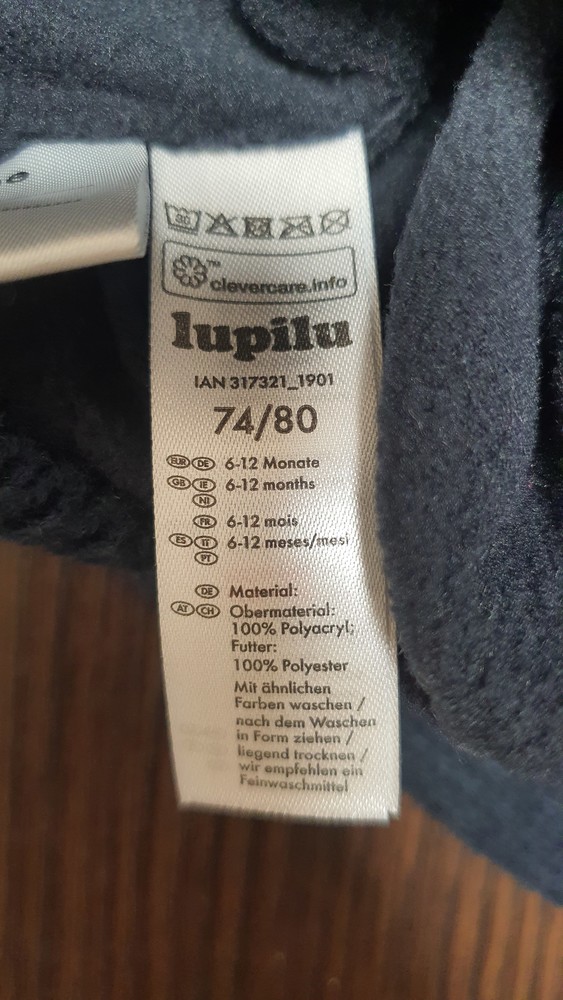 30
clevercare.info
™
lupilu
IAN 317321_1901
74/80
EUR DE 6-12 Monate
GB IE 6-12 months
NI
FR 6-12 mois
ES IT 6-12 meses/mesi
PT
DE Material:
AT CH Obermaterial:
100% Polyacryl;
Futter:
100% Polyester
Mit ähnlichen
Farben waschen /
nach dem Waschen
in Form ziehen /
liegend trocknen /
wir empfehlen ein
Feinwaschmittel